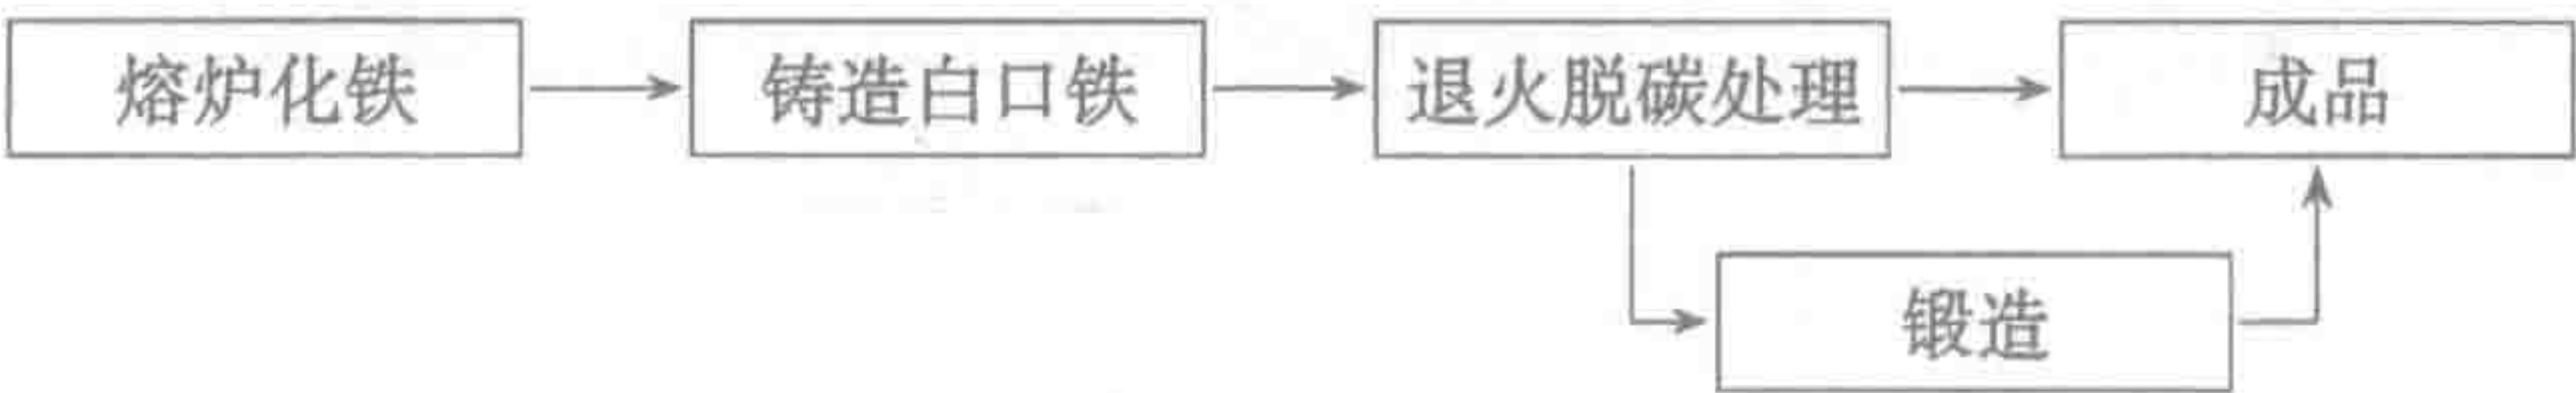 熔炉化铁
铸造白口铁
退火脱碳处理
成品
锻造